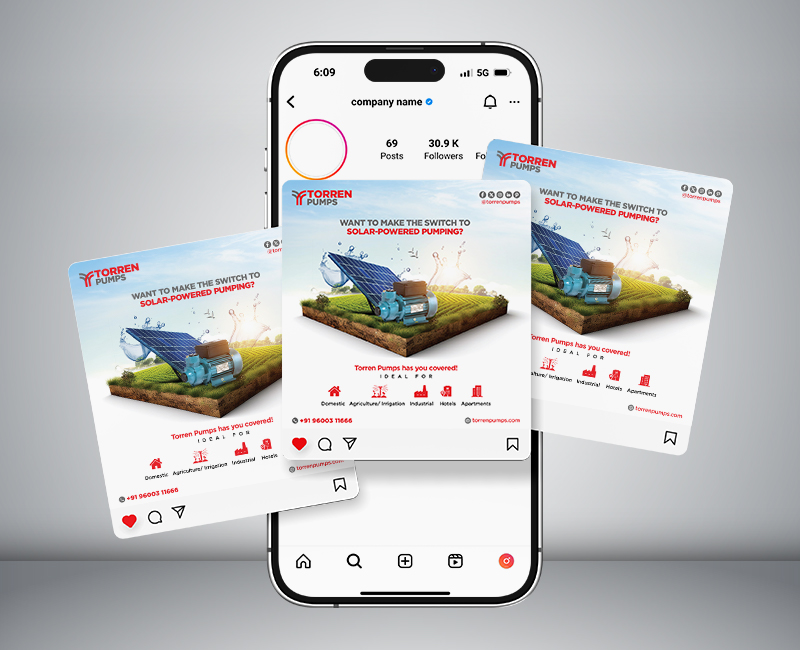 6:09
5G
company name
69
Posts
30.9 K
Followers
Fo
TORREN
PUMPS
@torrenpumps
WANT TO MAKE THE SWITCH TO
SOLAR-POWERED PUMPING?
Torren Pumps has you covered!
IDEAL FOR
Domestic
Agriculture/ Irrigation
Industrial
Hotels
Apartments
+91 96003 11666
torrenpumps.com
TORREN
PUMPS
@t
WANT TO MAKE THE SWITCH TO
SOLAR-POWERED PUMPING?
Torren Pumps has you covered!
IDEAL FOR
Domestic
Agriculture/ Irrigation
Industrial
Hotels
+91 96003 11666
torrenpumps.com
TORREN
PUMPS
@torrenpumps
WANT TO MAKE THE SWITCH TO
SOLAR-POWERED PUMPING?
Torren Pumps has you covered!
IDEAL FOR
culture/ Irrigation
Industrial
Hotels
Apartments
torrenpumps.com